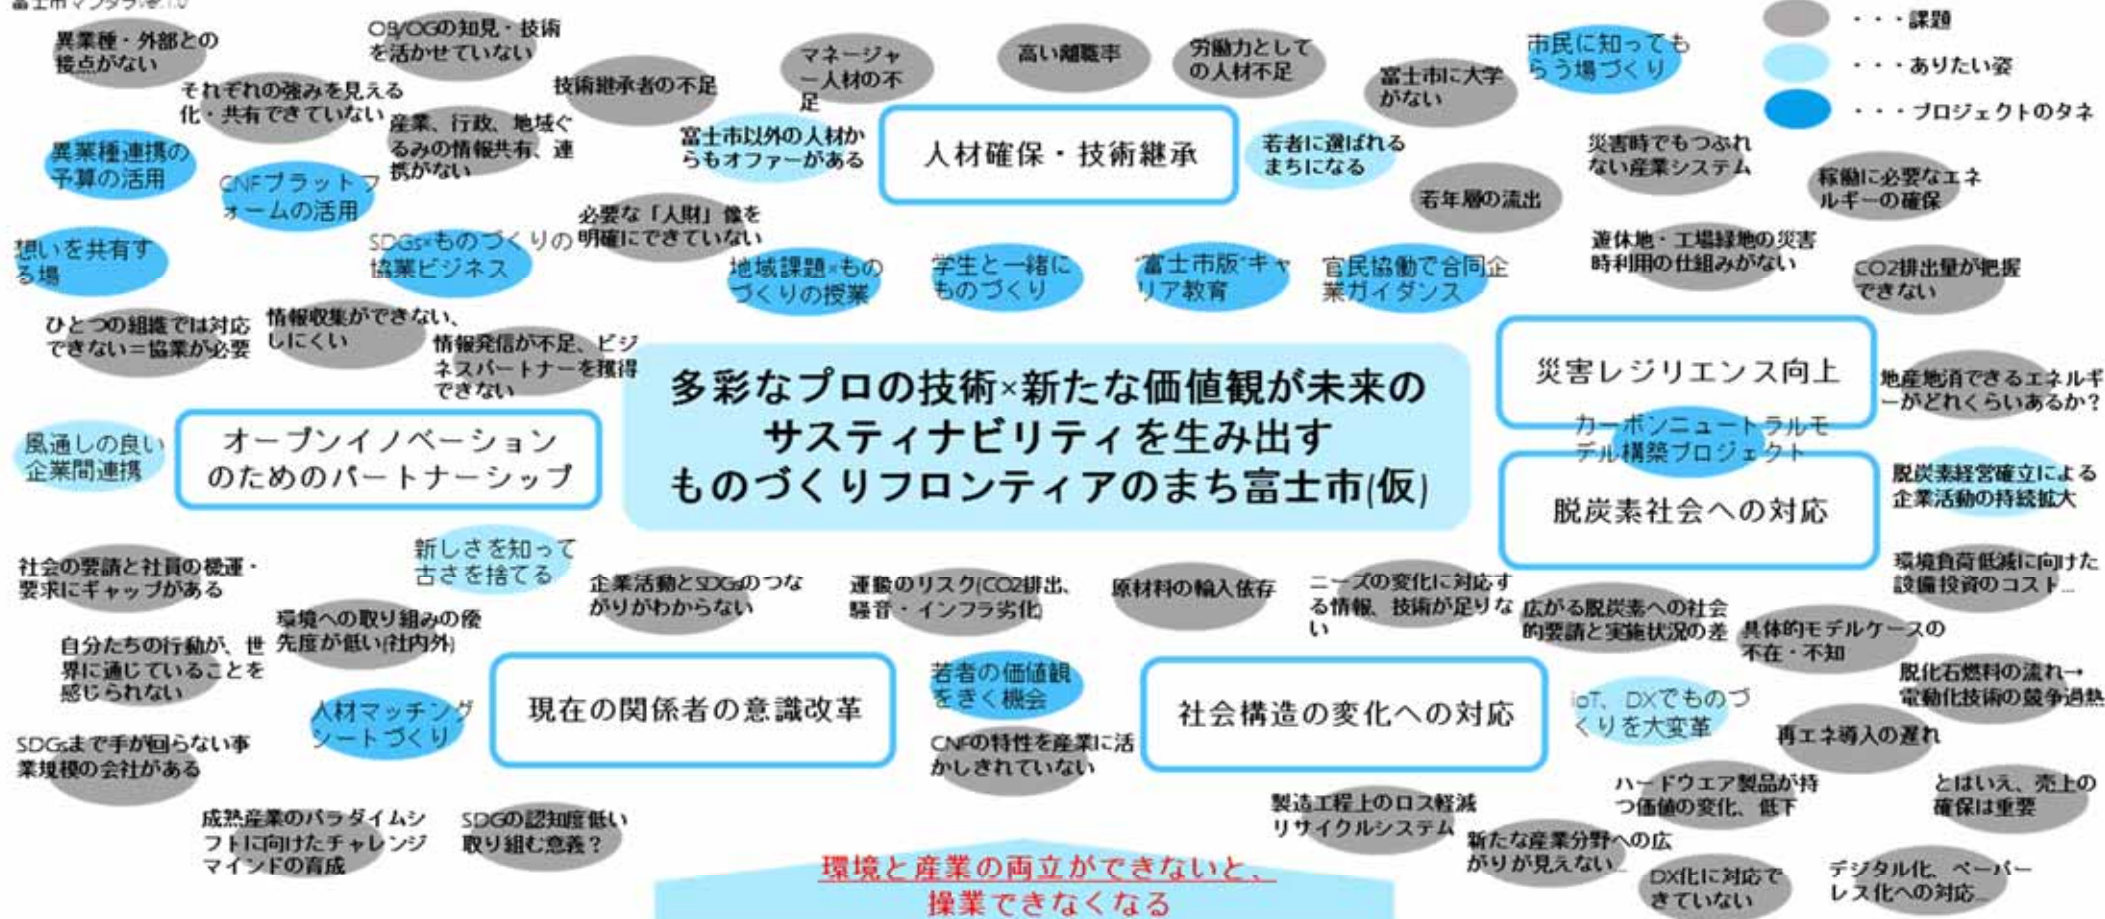 富士市マンダラver.1.0
・・・課題
・・・ありたい姿
・・・プロジェクトのタネ
異業種・外部との
接点がない
OB/OGの知見・技術
を活かせていない
それぞれの強みを見える
化・共有できていない
技術継承者の不足
マネージャ
ー人材の不
足
高い離職率
労働力として
の人材不足
富士市に大学
がない
市民に知っても
らう場づくり
異業種連携の
予算の活用
CNFプラットフ
ォームの活用
産業、行政、地域ぐ
るみの情報共有、連
携がない
富士市以外の人材か
らもオファーがある
人材確保・技術継承
若者に選ばれる
まちになる
若年層の流出
災害時でもつぶれ
ない産業システム
稼働に必要なエネ
ルギーの確保
想いを共有す
る場
SDGs×ものづくりの
協業ビジネス
必要な「人財」像を
明確にできていない
地域課題×もの
づくりの授業
学生と一緒に
ものづくり
"富士市版"キャ
リア教育
官民協働で合同企
業ガイダンス
遊休地・工場緑地の災害
時利用の仕組みがない
CO2排出量が把握
できない
ひとつの組織では対応
できない＝協業が必要
情報収集ができない、
しにくい
情報発信が不足、ビジ
ネスパートナーを獲得
できない
多彩なプロの技術×新たな価値観が未来の
サスティナビリティを生み出す
ものづくりフロンティアのまち富士市(仮)
災害レジリエンス向上
地産地消できるエネルギ
ーがどれくらいあるか？
カーボンニュートラルモ
デル構築プロジェクト
風通しの良い
企業間連携
オープンイノベーション
のためのパートナーシップ
脱炭素社会への対応
脱炭素経営確立による
企業活動の持続拡大
社会の要請と社員の機運・
要求にギャップがある
新しさを知って
古さを捨てる
企業活動とSDGsのつな
がりがわからない
運搬のリスク(CO2排出、
騒音・インフラ劣化)
原材料の輸入依存
ニーズの変化に対応す
る情報、技術が足りな
い
広がる脱炭素への社会
的要請と実施状況の差
環境負荷低減に向けた
設備投資のコスト...
具体的モデルケースの
不在・不知
環境への取り組みの優
先度が低い(社内外)
自分たちの行動が、世
界に通じていることを
感じられない
脱化石燃料の流れ→
電動化技術の競争過熱
人材マッチング
シートづくり
現在の関係者の意識改革
若者の価値観
をきく機会
社会構造の変化への対応
IoT、DXでものづ
くりを大変革
再エネ導入の遅れ
SDGsまで手が回らない事
業規模の会社がある
CNFの特性を産業に活
かしきれていない
ハードウエア製品が持
つ価値の変化、低下
とはいえ、売上の
確保は重要
成熟産業のパラダイムシ
フトに向けたチャレンジ
マインドの育成
SDGの認知度低い
取り組む意義？
製造工程上のロス軽減
リサイクルシステム
新たな産業分野への広
がりが見えない...
DX化に対応で
きていない
デジタル化、ペーパー
レス化への対応...
環境と産業の両立ができないと、
操業できなくなる